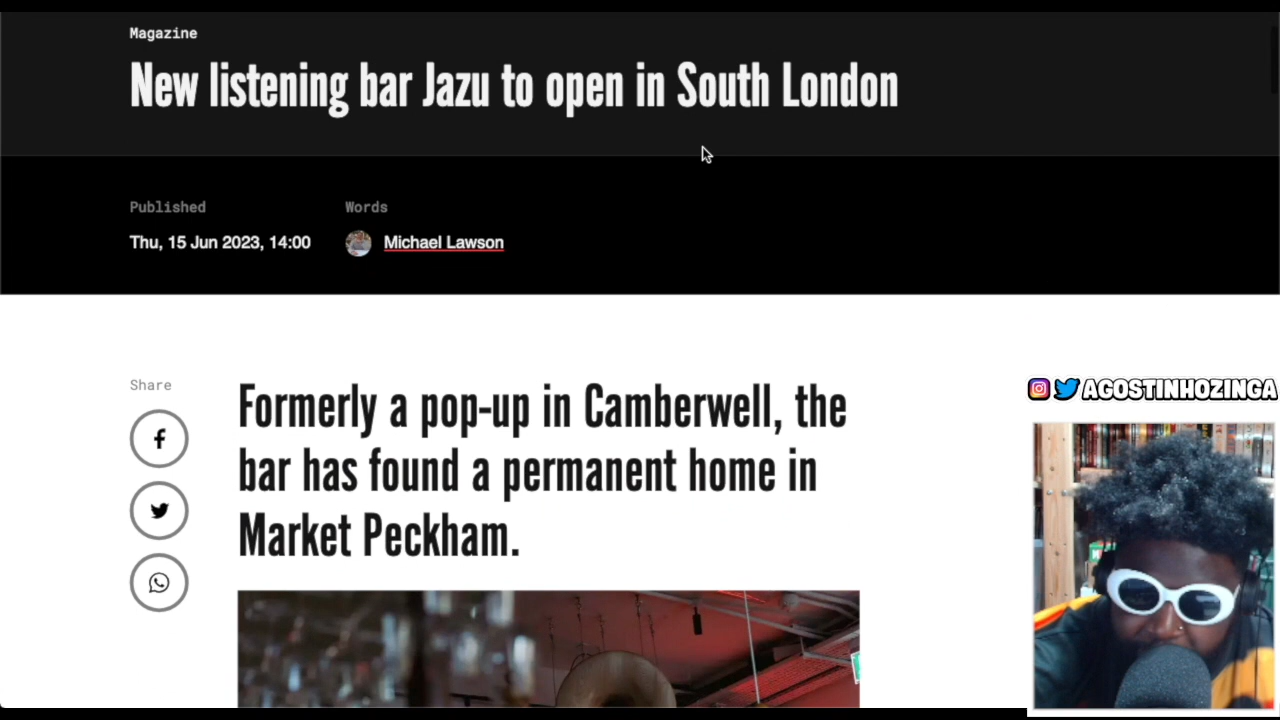 Magazine
New listening bar Jazu to open in South London
Published
Words
Thu, 15 Jun 2023, 14:00
Michael Lawson
Share
Formerly a pop-up in Camberwell, the
bar has found a permanent home in
Market Peckham.
AGOSTINHOZINGA